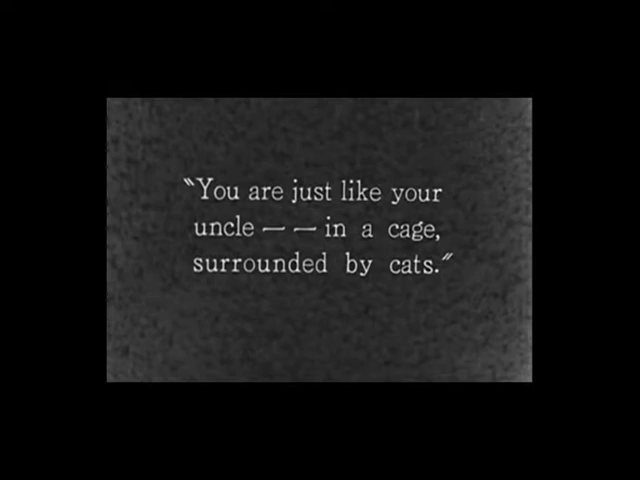 "You are just like your
uncle — — in a cage,
surrounded by cats."